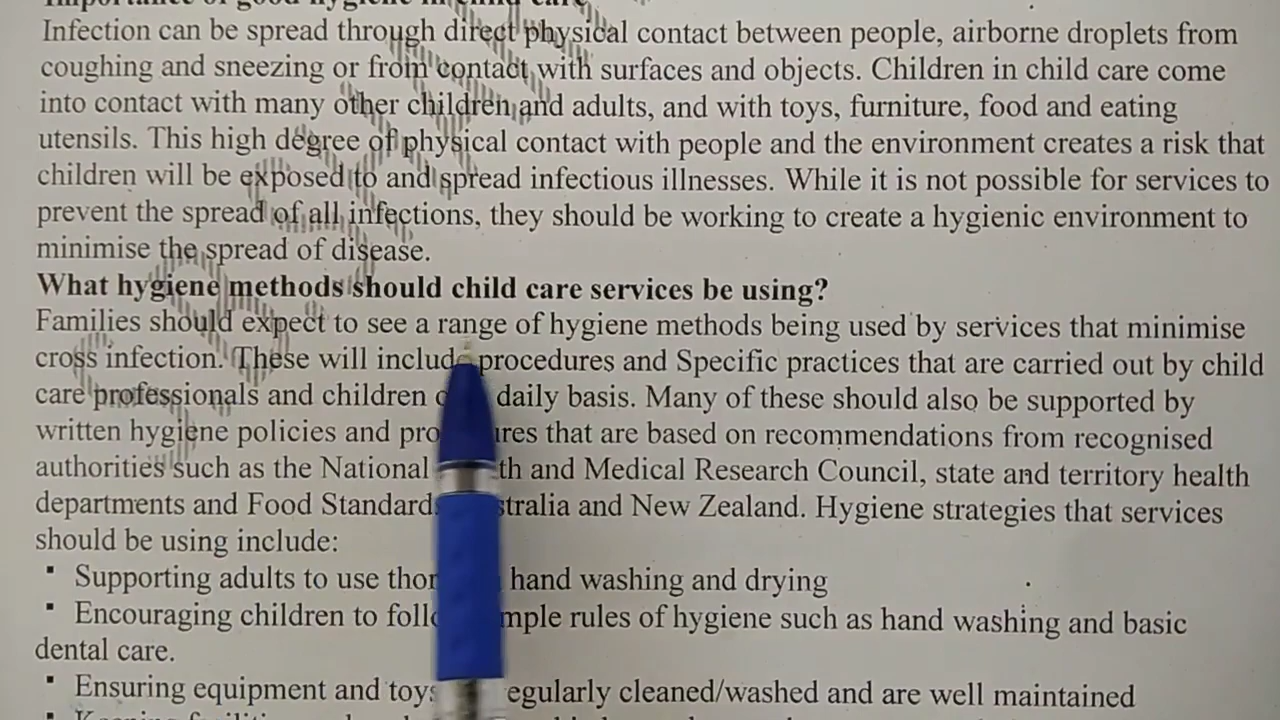 Importance of good hygiene in child care
Infection can be spread through direct physical contact between people, airborne droplets from
coughing and sneezing or from contact with surfaces and objects. Children in child care come
into contact with many other children and adults, and with toys, furniture, food and eating
utensils. This high degree of physical contact with people and the environment creates a risk that
children will be exposed to and spread infectious illnesses. While it is not possible for services to
prevent the spread of all infections, they should be working to create a hygienic environment to
minimise the spread of disease.
What hygiene methods should child care services be using?
Families should expect to see a range of hygiene methods being used by services that minimise
cross infection. These will include procedures and Specific practices that are carried out by child
care professionals and children daily basis. Many of these should also be supported by
written hygiene policies and that are based on recommendations from recognised
authorities such as the National and Medical Research Council, state and territory health
departments and Food and New Zealand. Hygiene strategies that services
should be using include:
▪ Supporting adults to use hand washing and drying
▪ Encouraging children to rules of hygiene such as hand washing and basic
dental care.
▪ Ensuring equipment and toys cleaned/washed and are well maintained